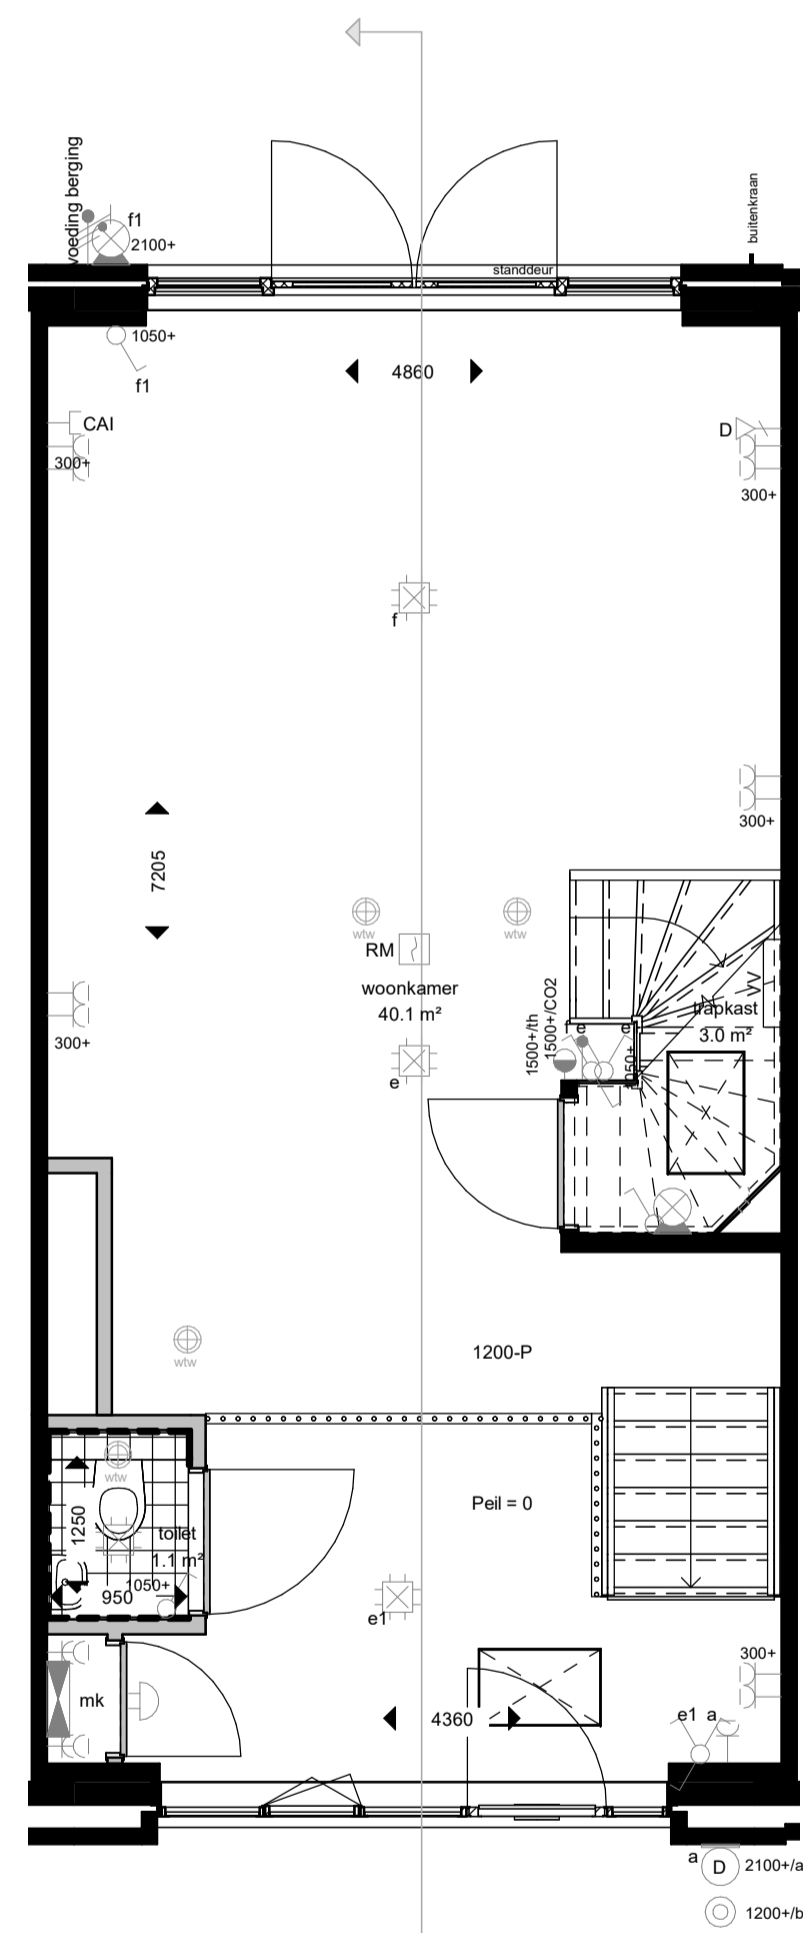 voeding berging
f1
2100+
buitenkraan
standdeur
1050+
f1
4860
CAI
300+
D
300+
f
300+
7205
wtw
wtw
RM
woonkamer
40.1 m²
300+
e
1500+/th
1500+/CO2
1050+
VV
trapkast
3.0 m²
wtw
1200-P
wtw
1250
toilet
1.1 m²
1050+
950
Peil = 0
e1
mk
4360
300+
e1 a
a
D
2100+/a
1200+/b